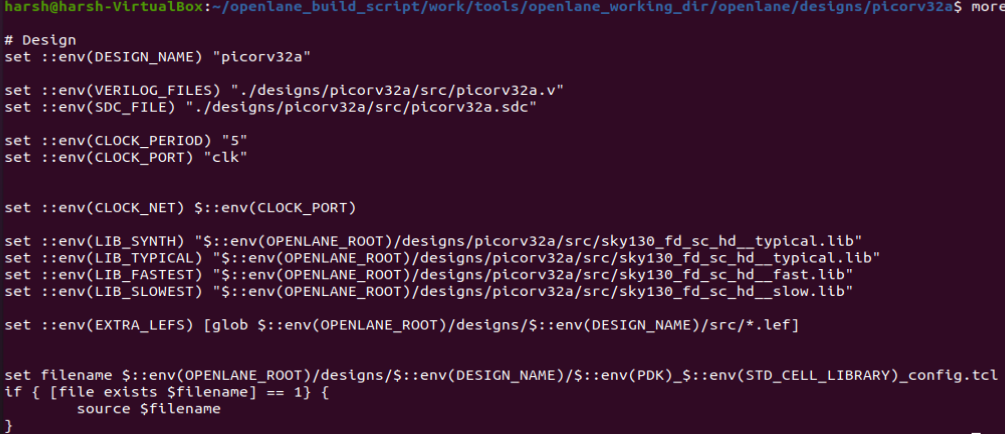 harsh@harsh-VirtualBox:~/openlane_build_script/work/tools/openlane_working_dir/openlane/designs/picorv32a$ more
# Design
set ::env(DESIGN_NAME) "picorv32a"
set ::env(VERILOG_FILES) "./designs/picorv32a/src/picorv32a.v"
set ::env(SDC_FILE) "./designs/picorv32a/src/picorv32a.sdc"
set ::env(CLOCK_PERIOD) "5"
set ::env(CLOCK_PORT) "clk"
set ::env(CLOCK_NET) $::env(CLOCK_PORT)
set ::env(LIB_SYNTH) "$::env(OPENLANE_ROOT)/designs/picorv32a/src/sky130_fd_sc_hd__typical.lib"
set ::env(LIB_TYPICAL) "$::env(OPENLANE_ROOT)/designs/picorv32a/src/sky130_fd_sc_hd__typical.lib"
set ::env(LIB_FASTEST) "$::env(OPENLANE_ROOT)/designs/picorv32a/src/sky130_fd_sc_hd__fast.lib"
set ::env(LIB_SLOWEST) "$::env(OPENLANE_ROOT)/designs/picorv32a/src/sky130_fd_sc_hd__slow.lib"
set ::env(EXTRA_LEFS) [glob $::env(OPENLANE_ROOT)/designs/$::env(DESIGN_NAME)/src/*.lef]
set filename $::env(OPENLANE_ROOT)/designs/$::env(DESIGN_NAME)/$::env(PDK)_$::env(STD_CELL_LIBRARY)_config.tcl
if { [file exists $filename] == 1} {
        source $filename
}